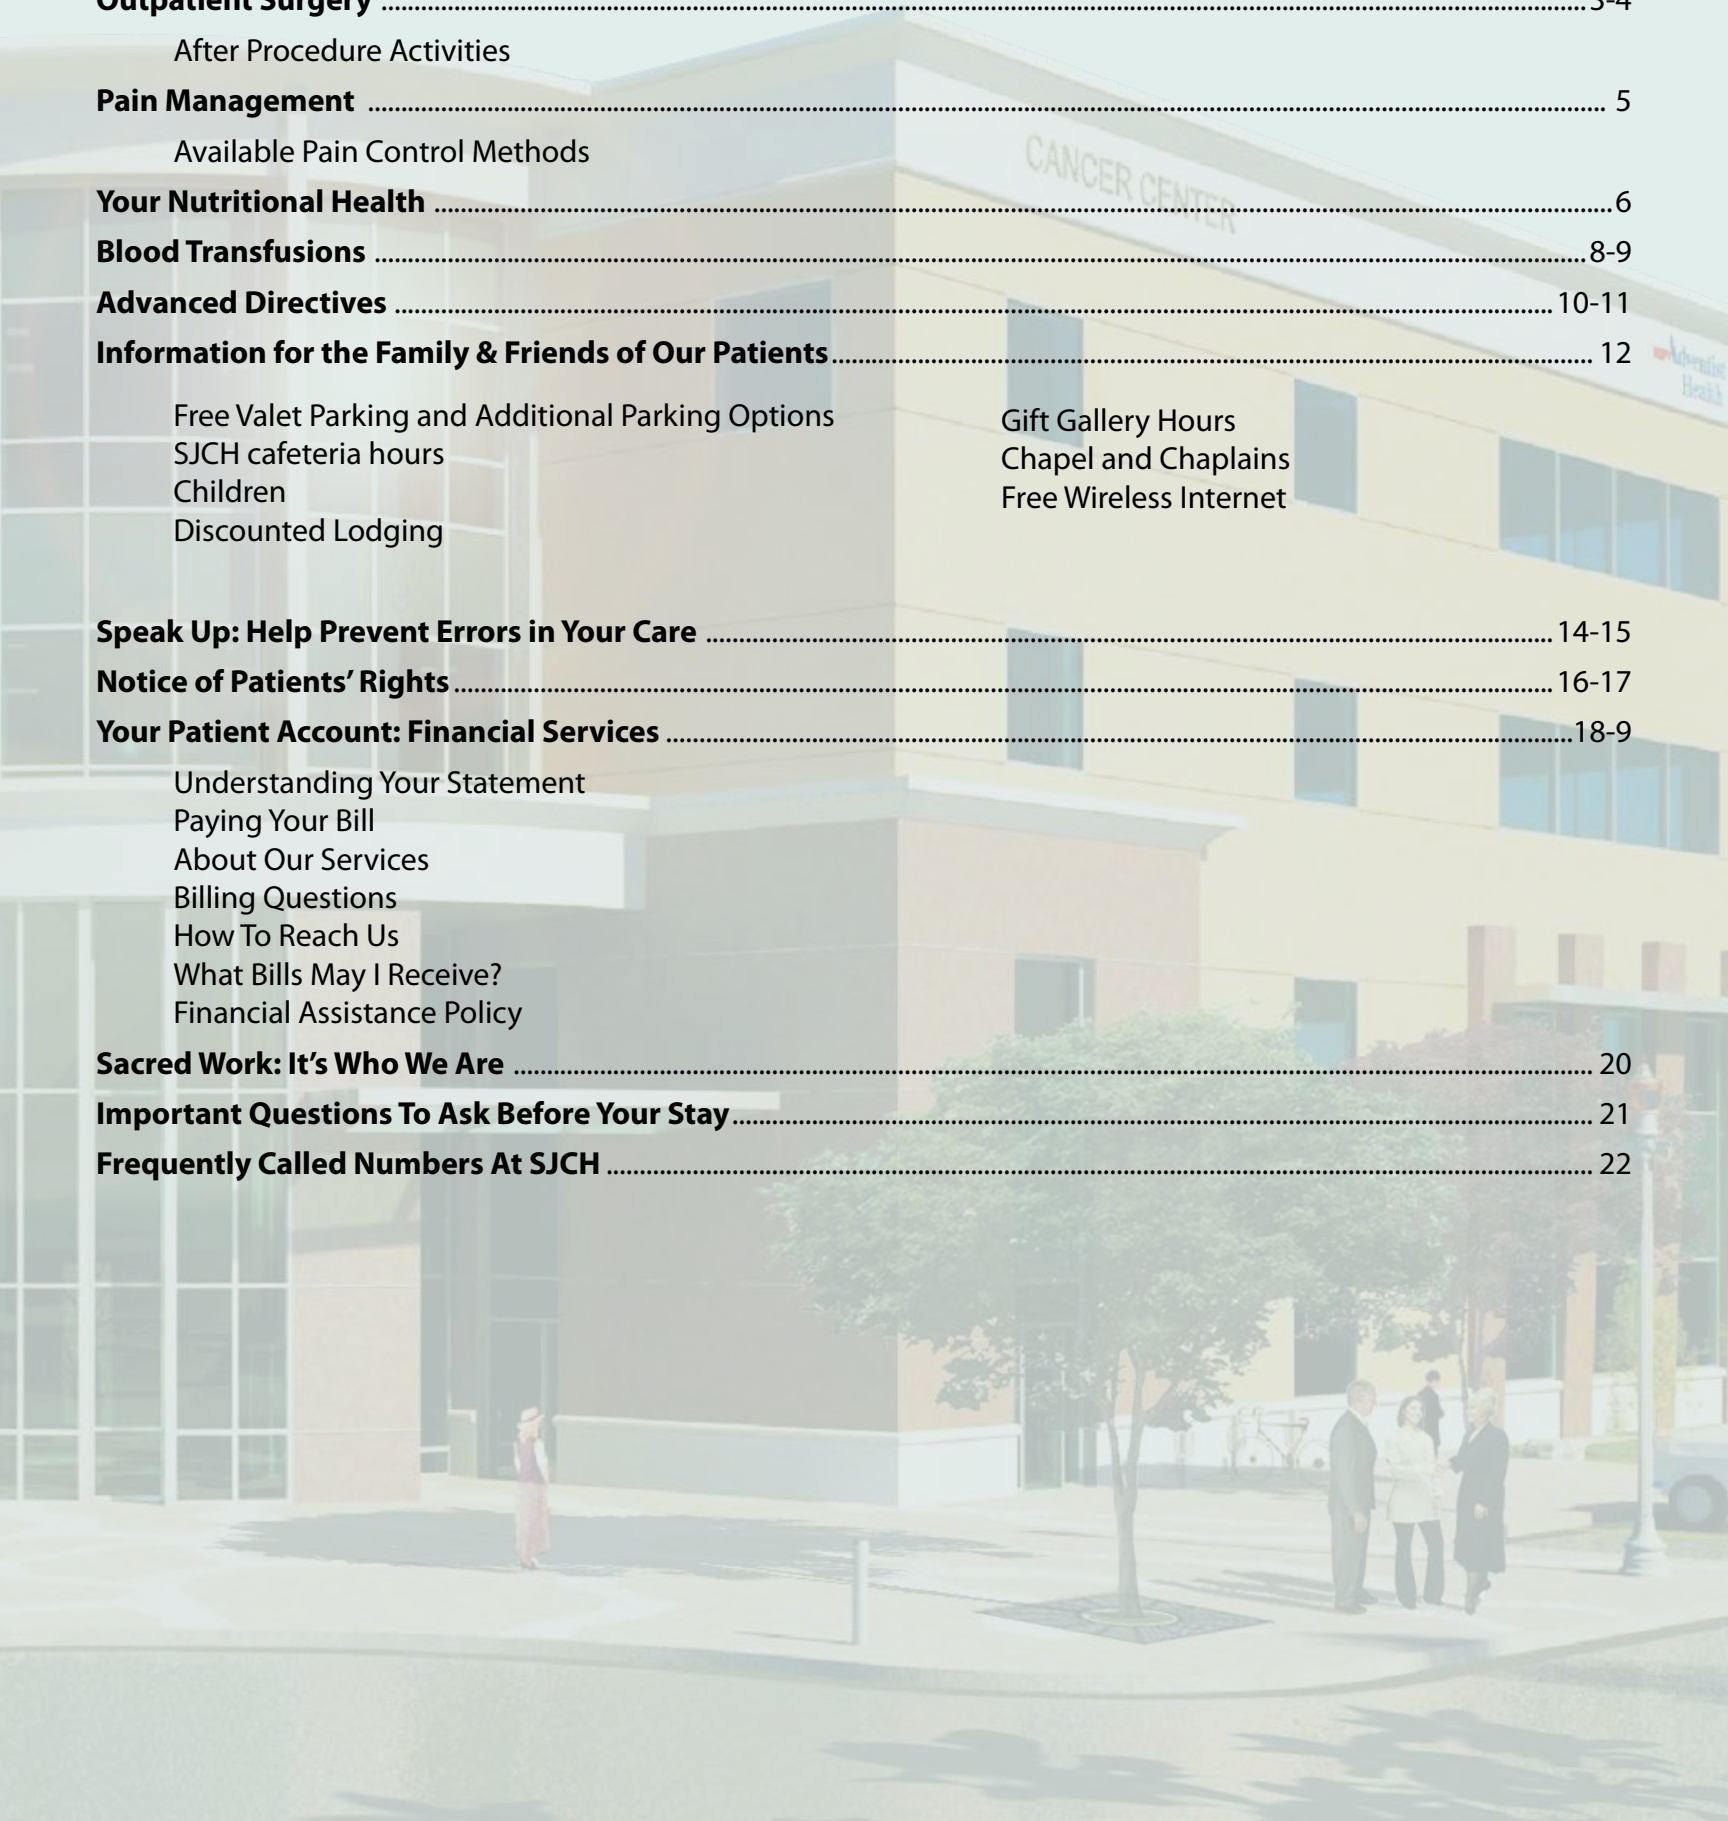 Outpatient Surgery ........ 3-4
After Procedure Activities
Pain Management ........ 5
Available Pain Control Methods
Your Nutritional Health ........ 6
Blood Transfusions ........ 8-9
Advanced Directives ........ 10-11
Information for the Family & Friends of Our Patients ........ 12
Free Valet Parking and Additional Parking Options
SJCH cafeteria hours
Children
Discounted Lodging
Gift Gallery Hours
Chapel and Chaplains
Free Wireless Internet
Speak Up: Help Prevent Errors in Your Care ........ 14-15
Notice of Patients’ Rights ........ 16-17
Your Patient Account: Financial Services ........ 18-9
Understanding Your Statement
Paying Your Bill
About Our Services
Billing Questions
How To Reach Us
What Bills May I Receive?
Financial Assistance Policy
Sacred Work: It’s Who We Are ........ 20
Important Questions To Ask Before Your Stay ........ 21
Frequently Called Numbers At SJCH ........ 22
CANCER CENTER
Adventist
Health